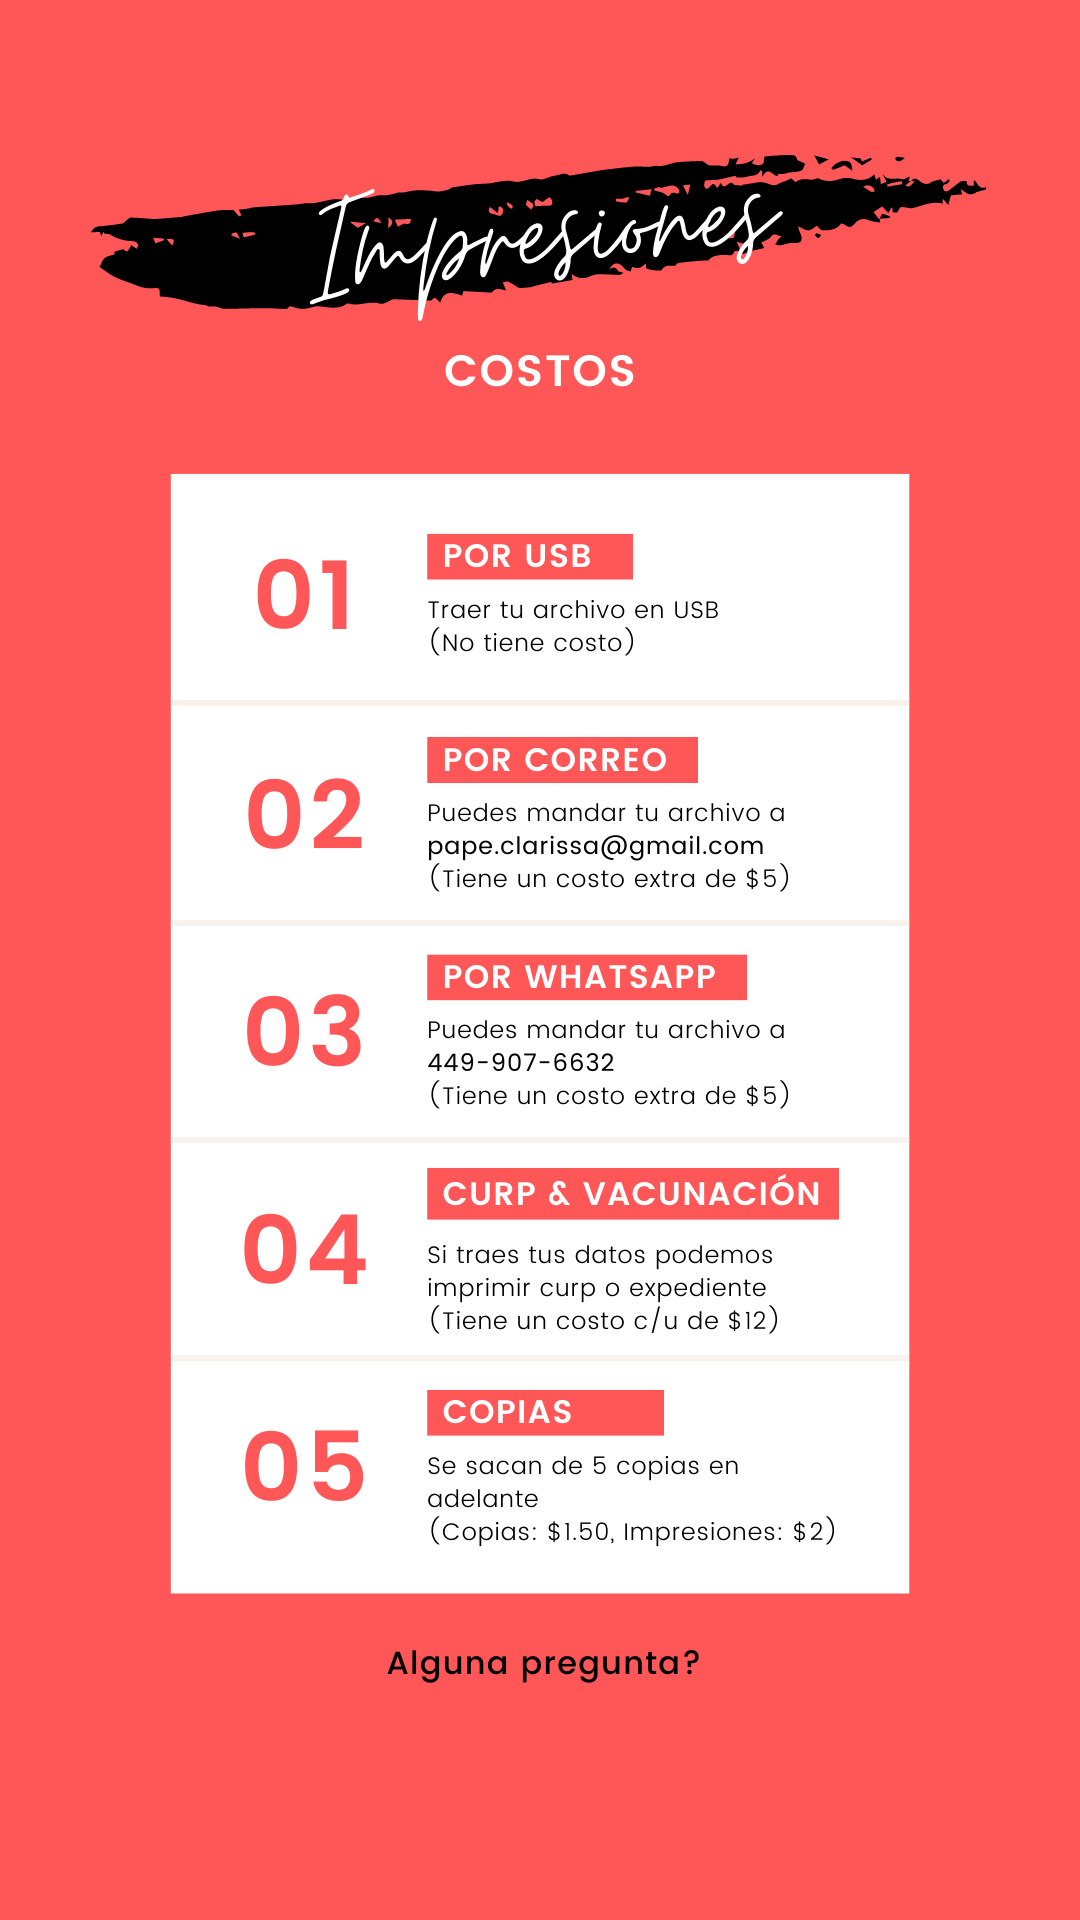 Impresiones
COSTOS
01
POR USB
Traer tu archivo en USB
(No tiene costo)
02
POR CORREO
Puedes mandar tu archivo a
pape.clarissa@gmail.com
(Tiene un costo extra de $5)
03
POR WHATSAPP
Puedes mandar tu archivo a
449-907-6632
(Tiene un costo extra de $5)
04
CURP & VACUNACIÓN
Si traes tus datos podemos
imprimir curp o expediente
(Tiene un costo c/u de $12)
05
COPIAS
Se sacan de 5 copias en
adelante
(Copias: $1.50, Impresiones: $2)
Alguna pregunta?